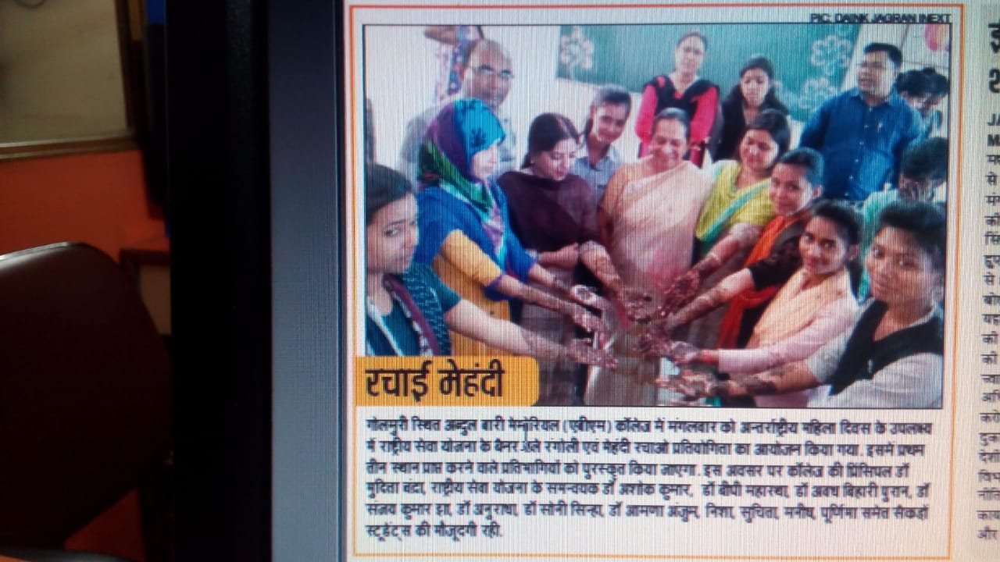 PIC: DAINIK JAGRAN INEXT
रचाई मेहंदी
गोलमुरी स्थित अब्दुल बारी मेमोरियल (एबीएम) कॉलेज में मंगलवार को अन्तर्राष्ट्रीय महिला दिवस के उपलक्ष्य
में राष्ट्रीय सेवा योजना के बैनर तले रंगोली एवं मेहंदी रचाओ प्रतियोगिता का आयोजन किया गया. इसमें प्रथम
तीन स्थान प्राप्त करने वाले प्रतिभागियों को पुरस्कृत किया जाएगा. इस अवसर पर कॉलेज की प्रिंसिपल डॉ
मुदिता चंद्रा, राष्ट्रीय सेवा योजना के समन्वयक डॉ अशोक कुमार, डॉ बीपी महारथा, डॉ अवध बिहारी पुरान, डॉ
संजय कुमार झा, डॉ अनुराधा, डॉ सोनी सिन्हा, डॉ आमणा अंजुम, निशा, सुचिता, मनीष, पूर्णिमा समेत सैकड़ों
स्टूडेंट्स की मौजूदगी रही.